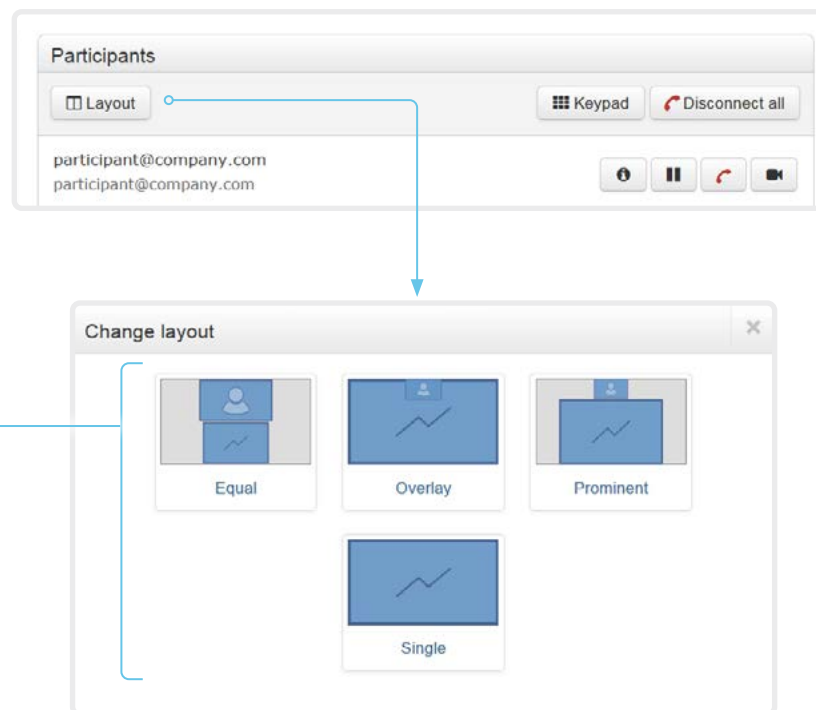 Participants
Layout
Keypad
Disconnect all
participant@company.com
participant@company.com
Change layout
Equal
Overlay
Prominent
Single